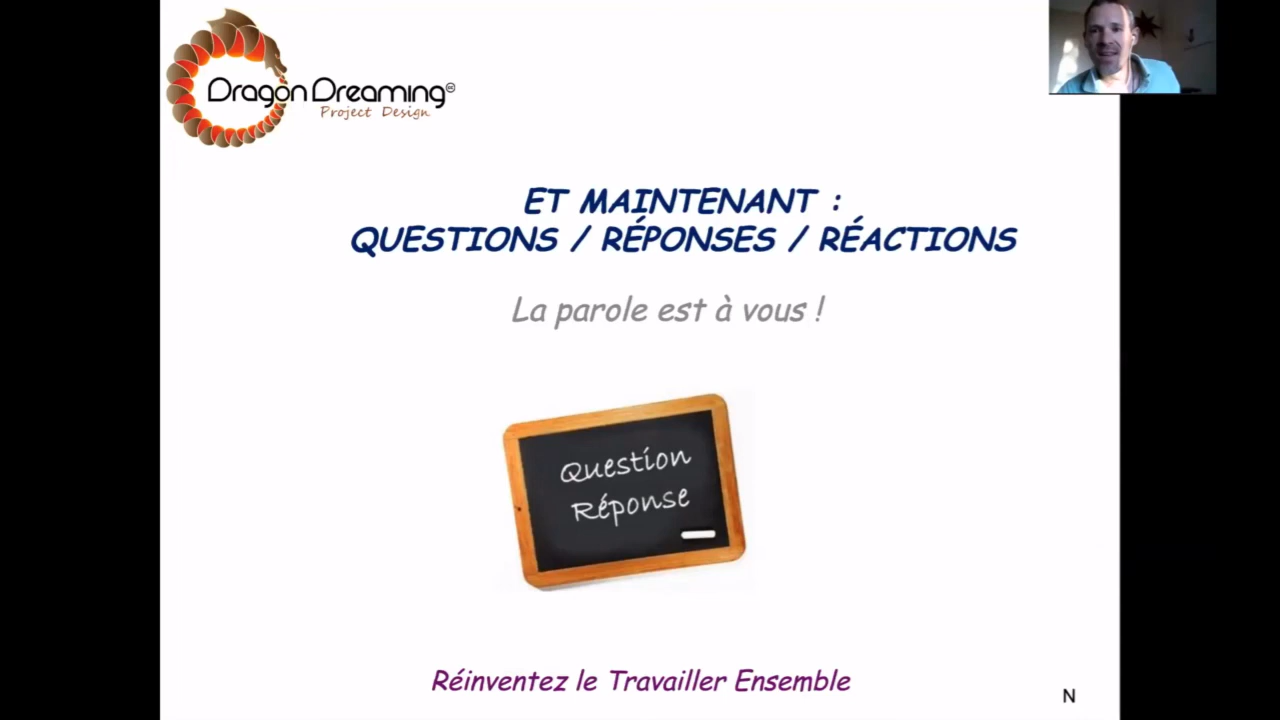 Dragon Dreaming
Project Design
ET MAINTENANT :
QUESTIONS / RÉPONSES / RÉACTIONS
La parole est à vous !
Question
Réponse
Réinventez le Travailler Ensemble
N